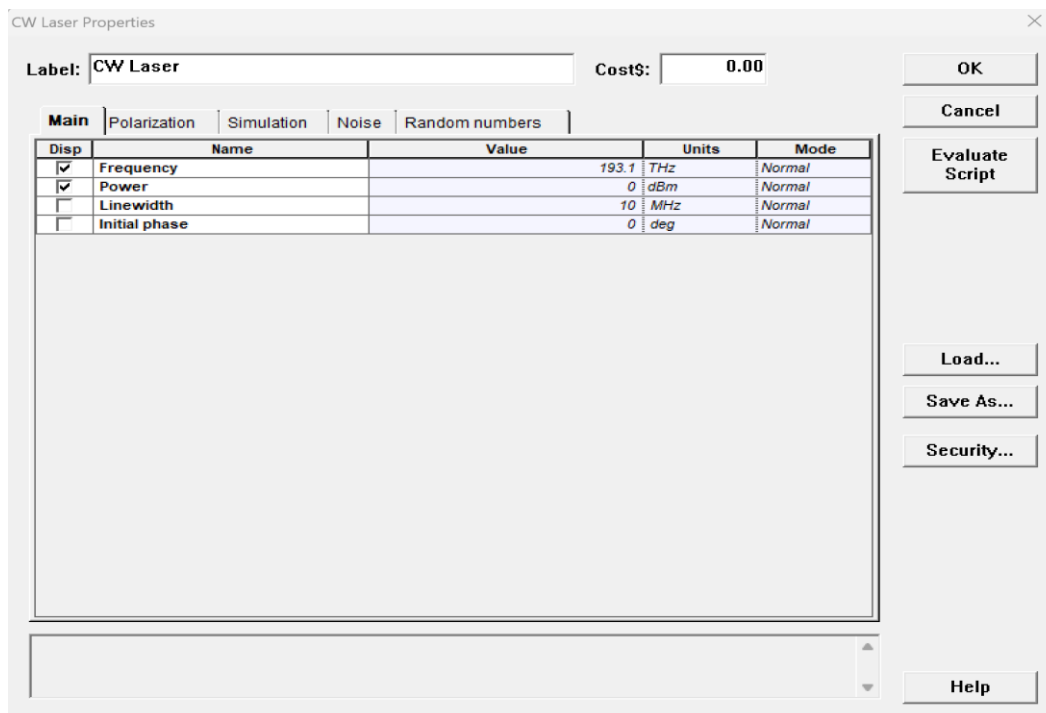 CW Laser Properties
Label: CW Laser Cost$: 0.00 OK
Cancel
Main Polarization Simulation Noise Random numbers
Disp Name Value Units Mode
Frequency 193.1 THz Normal
Power 0 dBm Normal
Linewidth 10 MHz Normal
Initial phase 0 deg Normal
Evaluate
Script
Load...
Save As...
Security...
Help